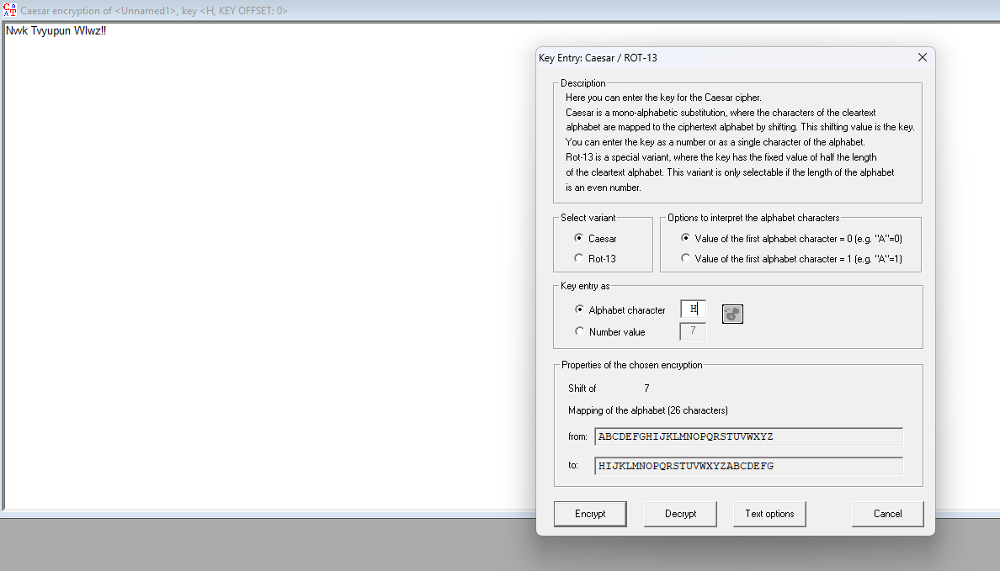 Caesar encryption of <Unnamed1>, key <H, KEY OFFSET: 0>
Nvvk Tvyupun Wlwz!!
Key Entry: Caesar / ROT-13
Description
Here you can enter the key for the Caesar cipher.
Caesar is a mono-alphabetic substitution, where the characters of the cleartext
alphabet are mapped to the ciphertext alphabet by shifting. This shifting value is the key.
You can enter the key as a number or as a single character of the alphabet.
Rot-13 is a special variant, where the key has the fixed value of half the length
of the cleartext alphabet. This variant is only selectable if the length of the alphabet
is an even number.
Select variant
Caesar
Rot-13
Options to interpret the alphabet characters
Value of the first alphabet character = 0 (e.g. "A"=0)
Value of the first alphabet character = 1 (e.g. "A"=1)
Key entry as
Alphabet character H
Number value 7
Properties of the chosen encryption
Shift of 7
Mapping of the alphabet (26 characters)
from: ABCDEFGHIJKLMNOPQRSTUVWXYZ
to: HIJKLMNOPQRSTUVWXYZABCDEFG
Encrypt Decrypt Text options Cancel